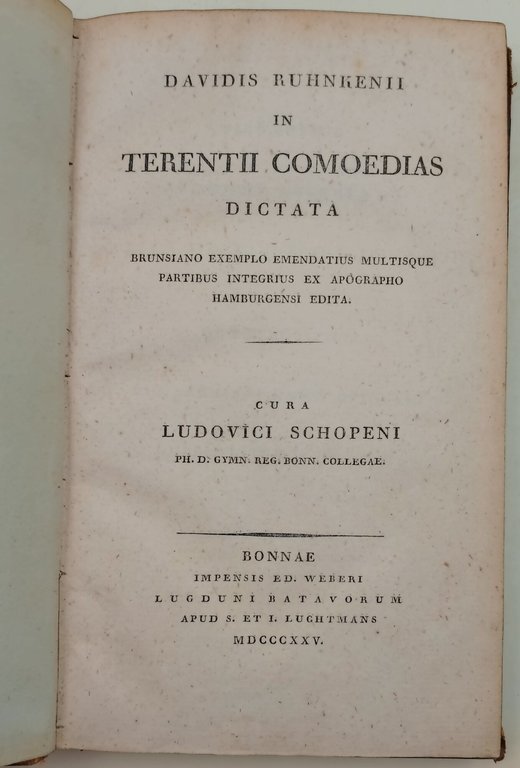 DAVIDIS RUHNKENII
IN
TERENTII COMOEDIAS
DICTATA
BRUNSIANO EXEMPLO EMENDATIUS MULTISQUE
PARTIBUS INTEGRIUS EX APOGRAPHO
HAMBURGENSI EDITA.
CURA
LUDOVICI SCHOPENI
PH. D. GYMN. REG. BONN. COLLEGAE.
BONNAE
IMPENSIS ED. WEBERI
LUGDUNI BATAVORUM
APUD S. ET I. LUCHTMANS
MDCCCXXV.